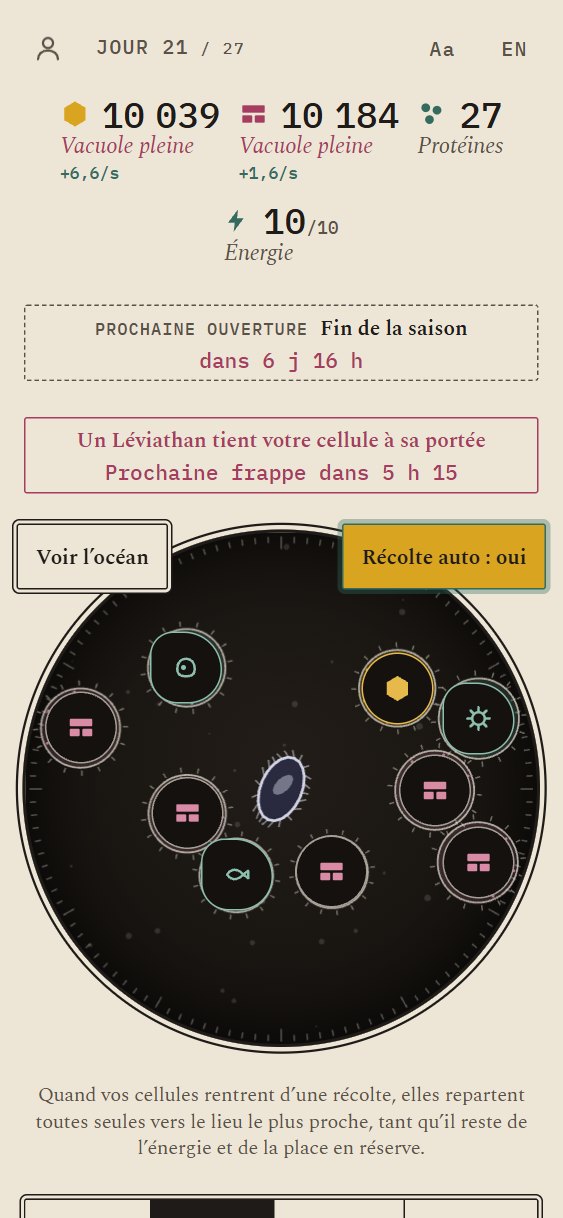 JOUR 21 / 27
Aa
EN
10 039
10 184
27
Vacuole pleine
Vacuole pleine
Protéines
+6,6/s
+1,6/s
10/10
Énergie
PROCHAINE OUVERTURE Fin de la saison
dans 6 j 16 h
Un Léviathan tient votre cellule à sa portée
Prochaine frappe dans 5 h 15
Voir l’océan
Récolte auto : oui
Quand vos cellules rentrent d’une récolte, elles repartent
toutes seules vers le lieu le plus proche, tant qu’il reste de
l’énergie et de la place en réserve.